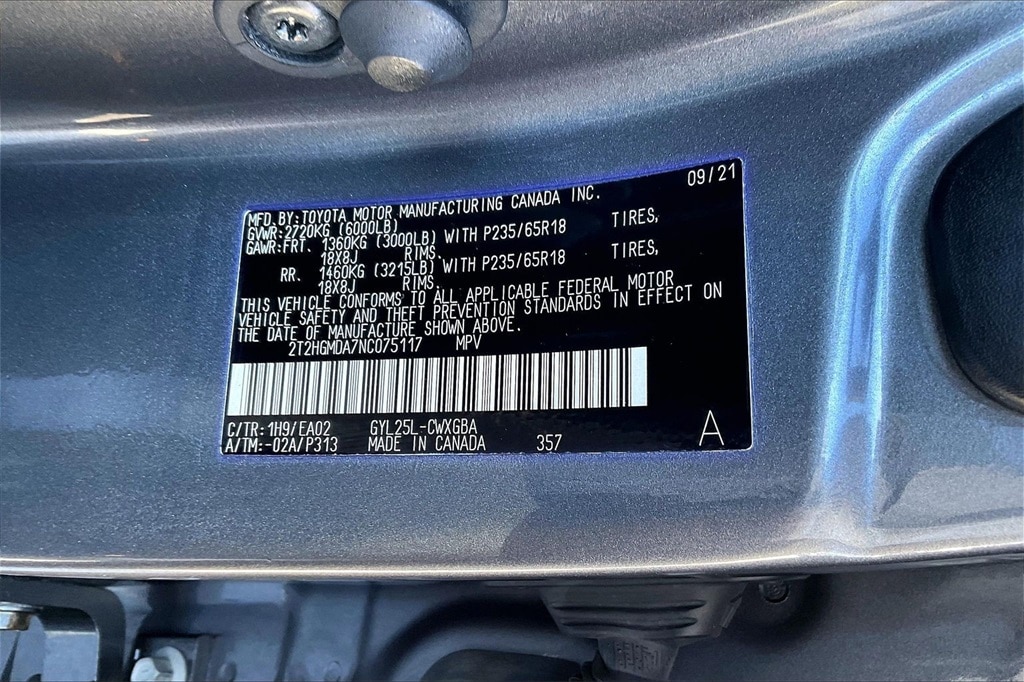 09/21
MFD.BY:TOYOTA MOTOR MANUFACTURING CANADA INC.
GVWR:2720KG (6000LB)
GAWR:FRT. 1360KG (3000LB) WITH P235/65R18 TIRES,
18X8J RIMS,
RR. 1460KG (3215LB) WITH P235/65R18 TIRES,
18X8J RIMS.
THIS VEHICLE CONFORMS TO ALL APPLICABLE FEDERAL MOTOR
VEHICLE SAFETY AND THEFT PREVENTION STANDARDS IN EFFECT ON
THE DATE OF MANUFACTURE SHOWN ABOVE.
2T2HGMDA7NC075117 MPV
C/TR: 1H9/EA02 GYL25L-CWXGBA
A/TM:-02A/P313 MADE IN CANADA 357 A